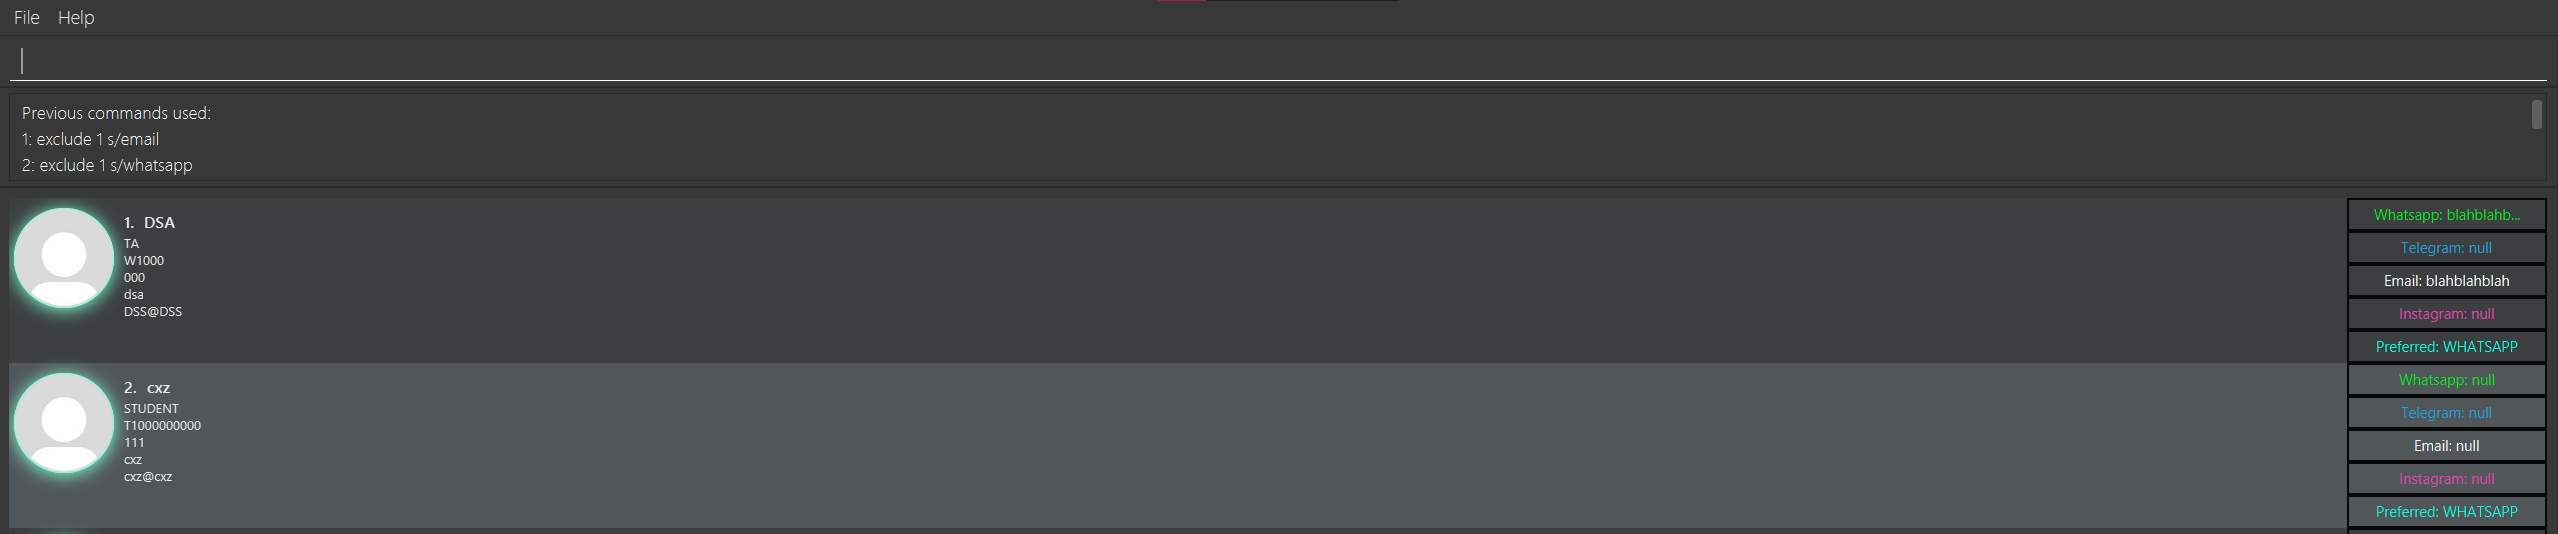 File Help
Previous commands used:
1: exclude 1 s/email
2: exclude 1 s/whatsapp
1. DSA
TA
W1000
000
dsa
DSS@DSS
Whatsapp: blahblahb...
Telegram: null
Email: blahblahblah
Instagram: null
Preferred: WHATSAPP
2. cxz
STUDENT
T1000000000
111
cxz
cxz@cxz
Whatsapp: null
Telegram: null
Email: null
Instagram: null
Preferred: WHATSAPP